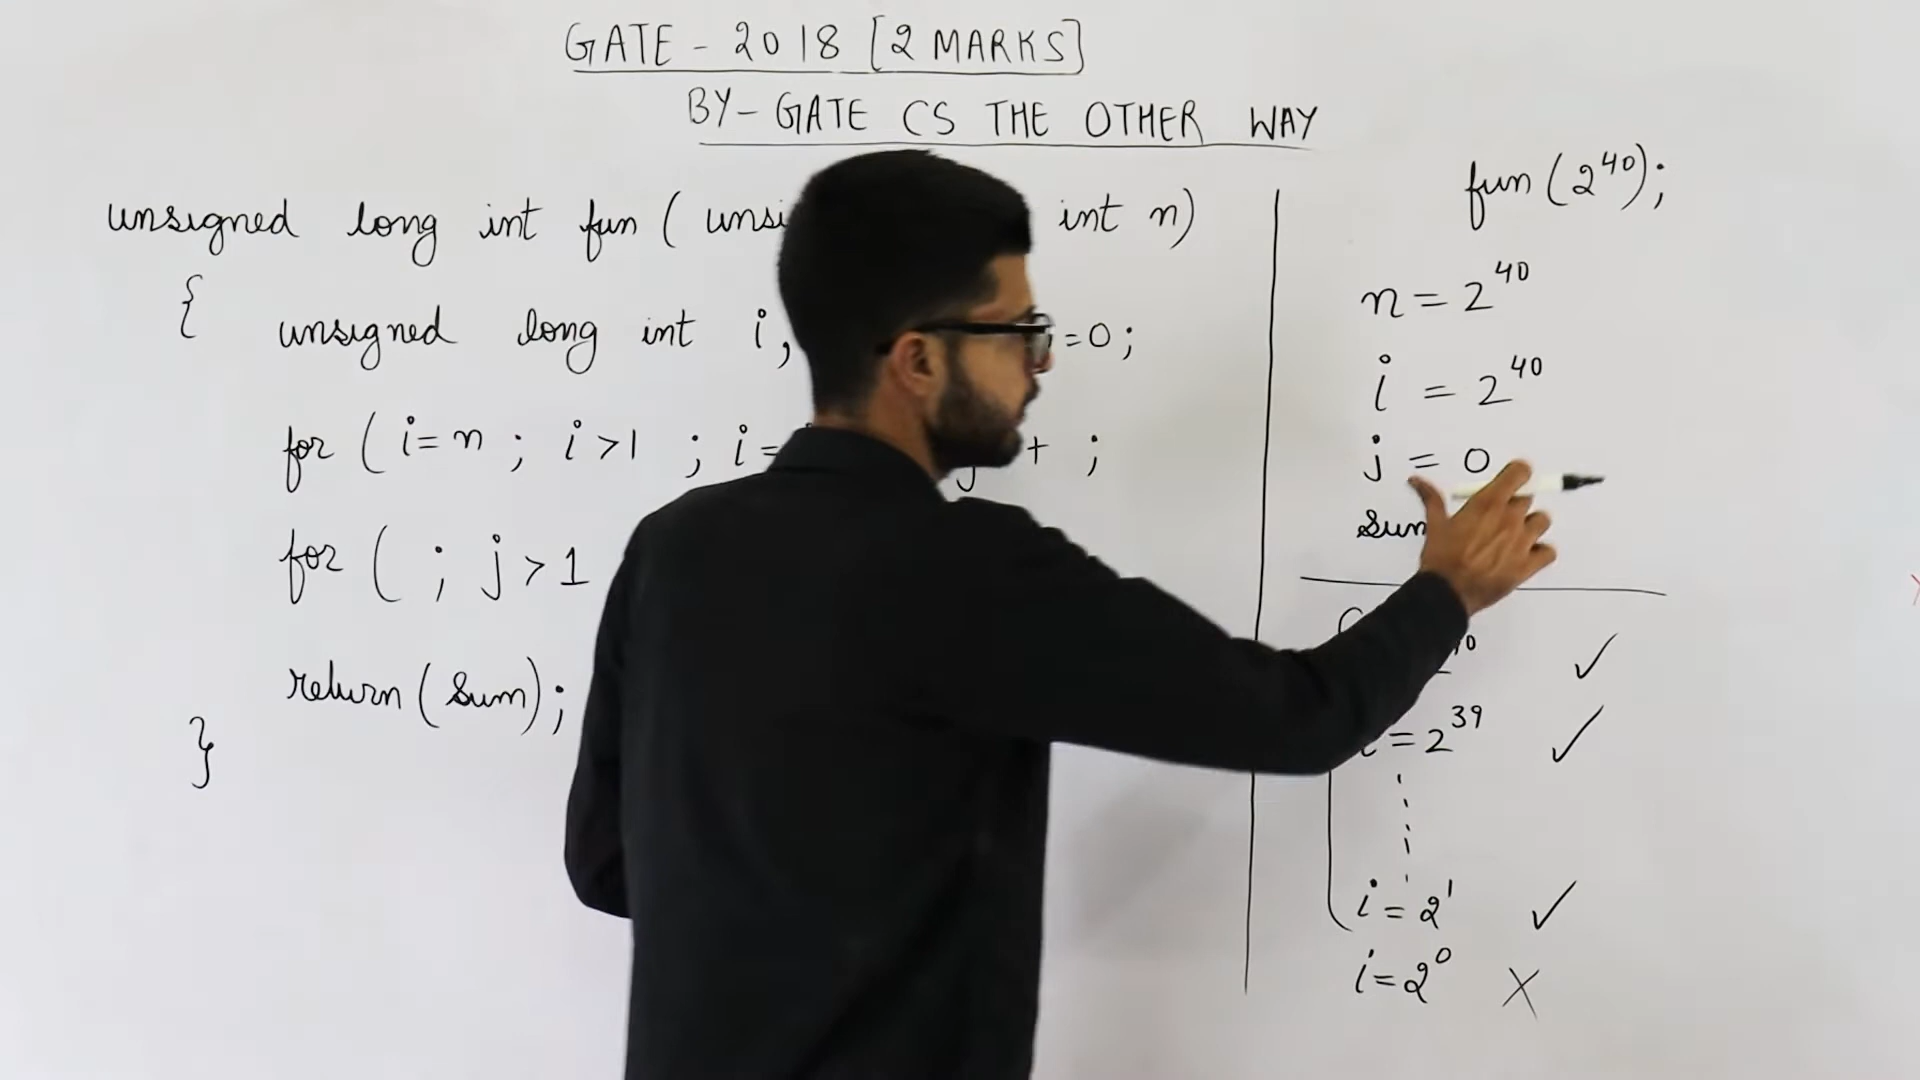 GATE - 2018 [2 MARKS]
BY - GATE CS THE OTHER WAY
unsigned long int fun ( unsi int n)
{ unsigned long int i, =0;
for ( i=n ; i>1 ; i= j + ;
for ( ; j>1
return (sum);
}
fun (2⁴⁰);
n = 2⁴⁰
i = 2⁴⁰
j = 0
sum
✓
i = 2³⁹ ✓
i = 2¹ ✓
i = 2⁰ X